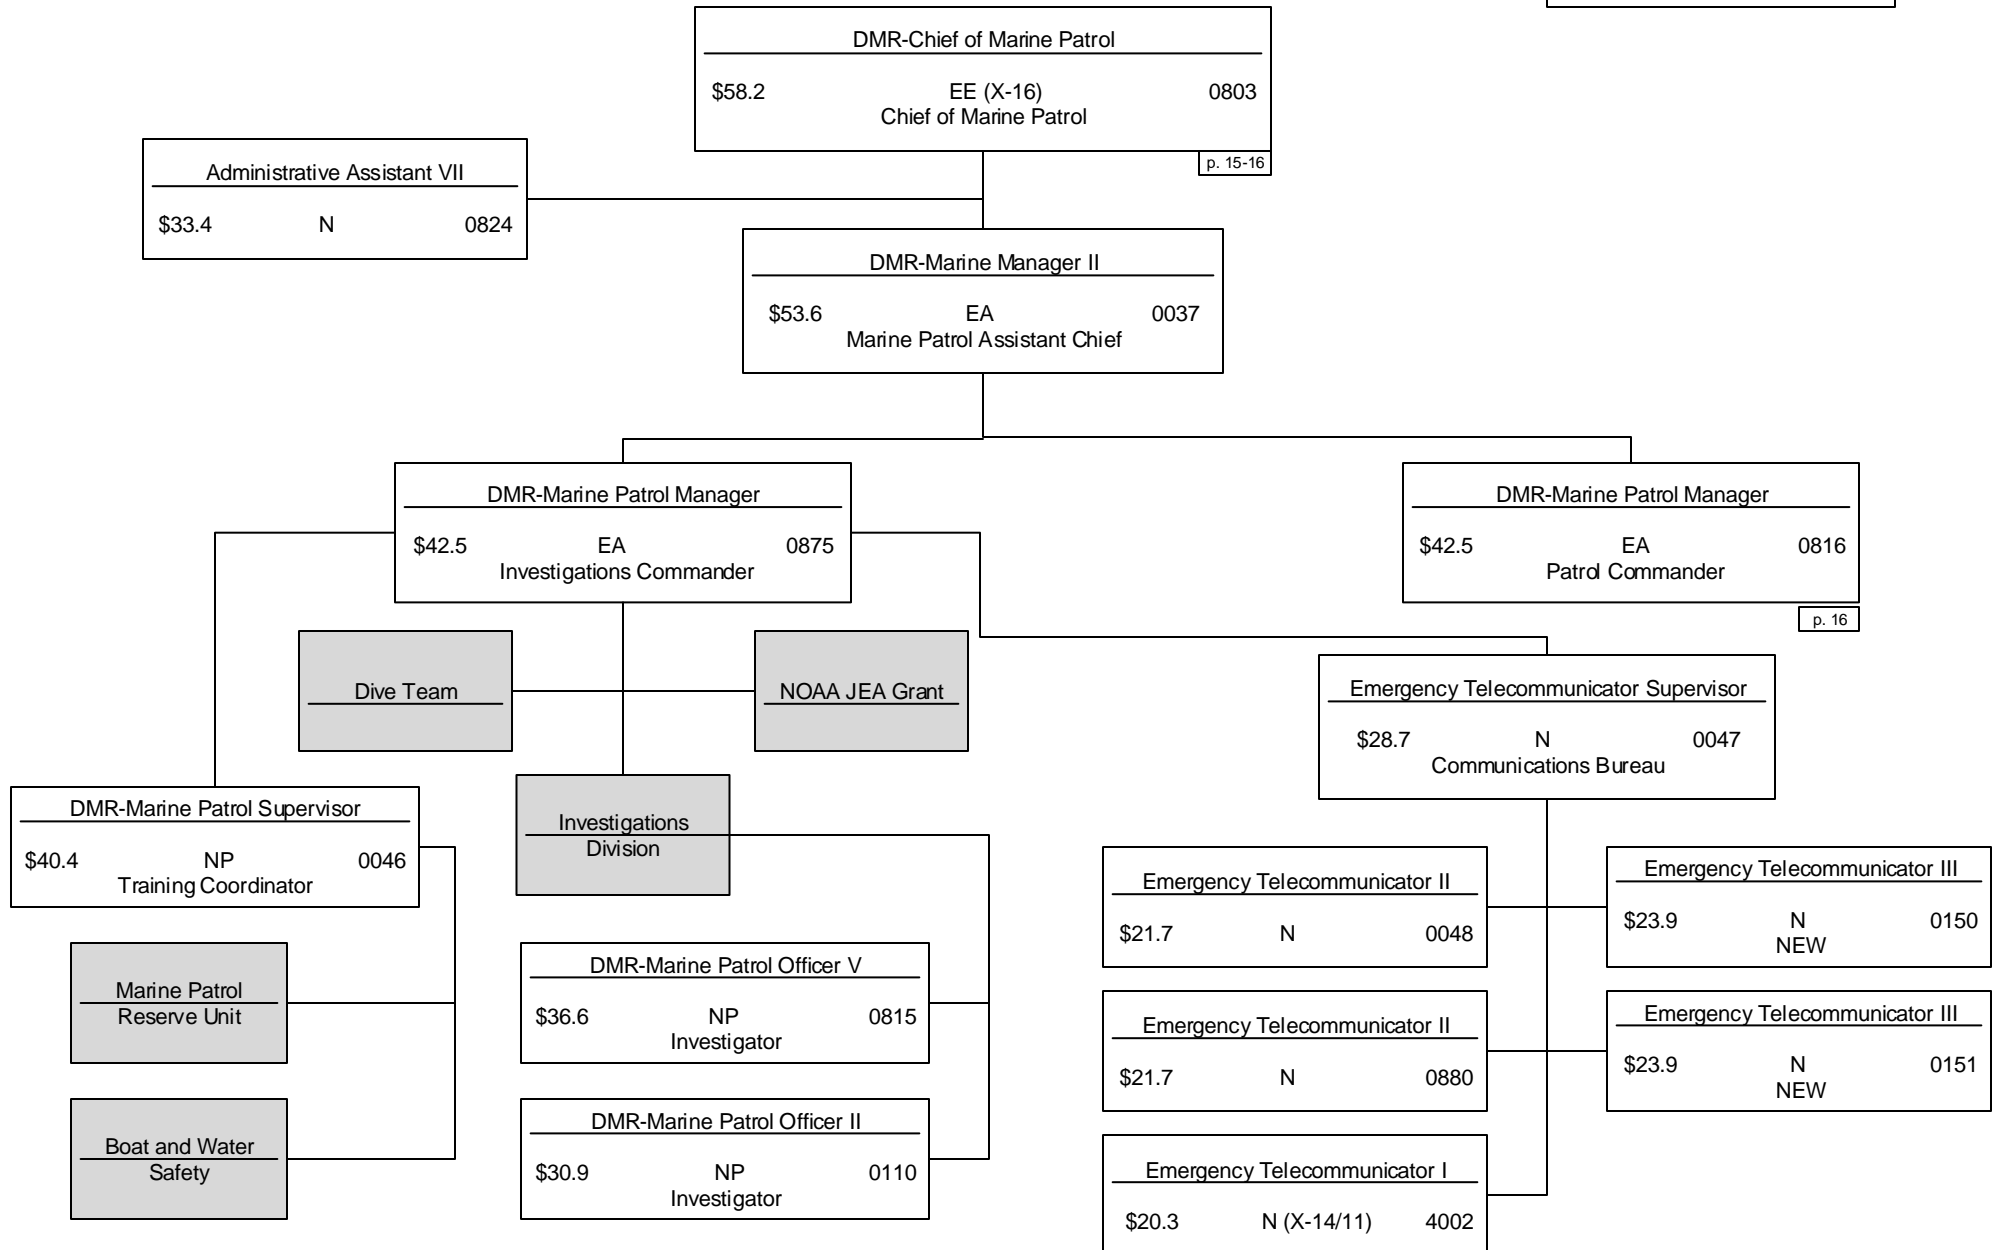 DMR-Chief of Marine Patrol
$58.2 EE (X-16) 0803
Chief of Marine Patrol
p. 15-16
Administrative Assistant VII
$33.4 N 0824
DMR-Marine Manager II
$53.6 EA 0037
Marine Patrol Assistant Chief
DMR-Marine Patrol Manager
$42.5 EA 0875
Investigations Commander
DMR-Marine Patrol Manager
$42.5 EA 0816
Patrol Commander
p. 16
Dive Team
NOAA JEA Grant
Emergency Telecommunicator Supervisor
$28.7 N 0047
Communications Bureau
DMR-Marine Patrol Supervisor
$40.4 NP 0046
Training Coordinator
Investigations
Division
Marine Patrol
Reserve Unit
Boat and Water
Safety
DMR-Marine Patrol Officer V
$36.6 NP 0815
Investigator
DMR-Marine Patrol Officer II
$30.9 NP 0110
Investigator
Emergency Telecommunicator II
$21.7 N 0048
Emergency Telecommunicator III
$23.9 N 0150
NEW
Emergency Telecommunicator II
$21.7 N 0880
Emergency Telecommunicator III
$23.9 N 0151
NEW
Emergency Telecommunicator I
$20.3 N (X-14/11) 4002